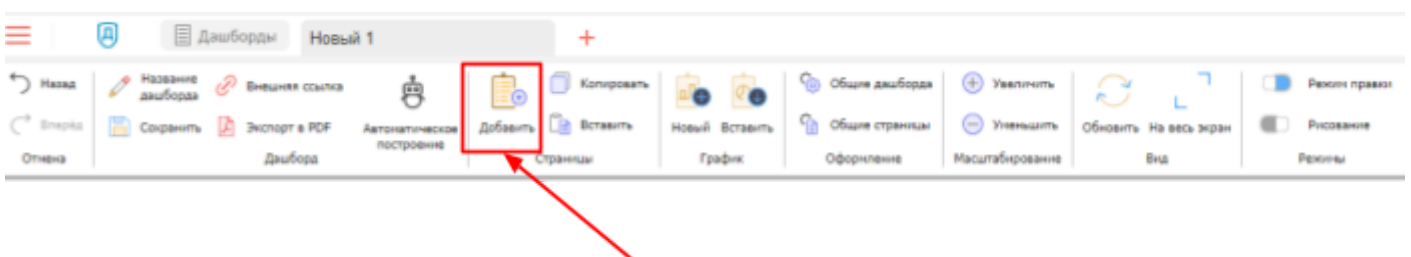 Д Дашборды Новый 1 +
Назад Название дашборда Внешняя ссылка Копировать Общие дашборда Увеличить Режим правки
Вперёд Сохранить Экспорт в PDF Автоматическое построение Добавить Вставить Новый Вставить Общие страницы Уменьшить Обновить На весь экран Рисование
Отмена Дашборд Страницы График Оформление Масштабирование Вид Режимы